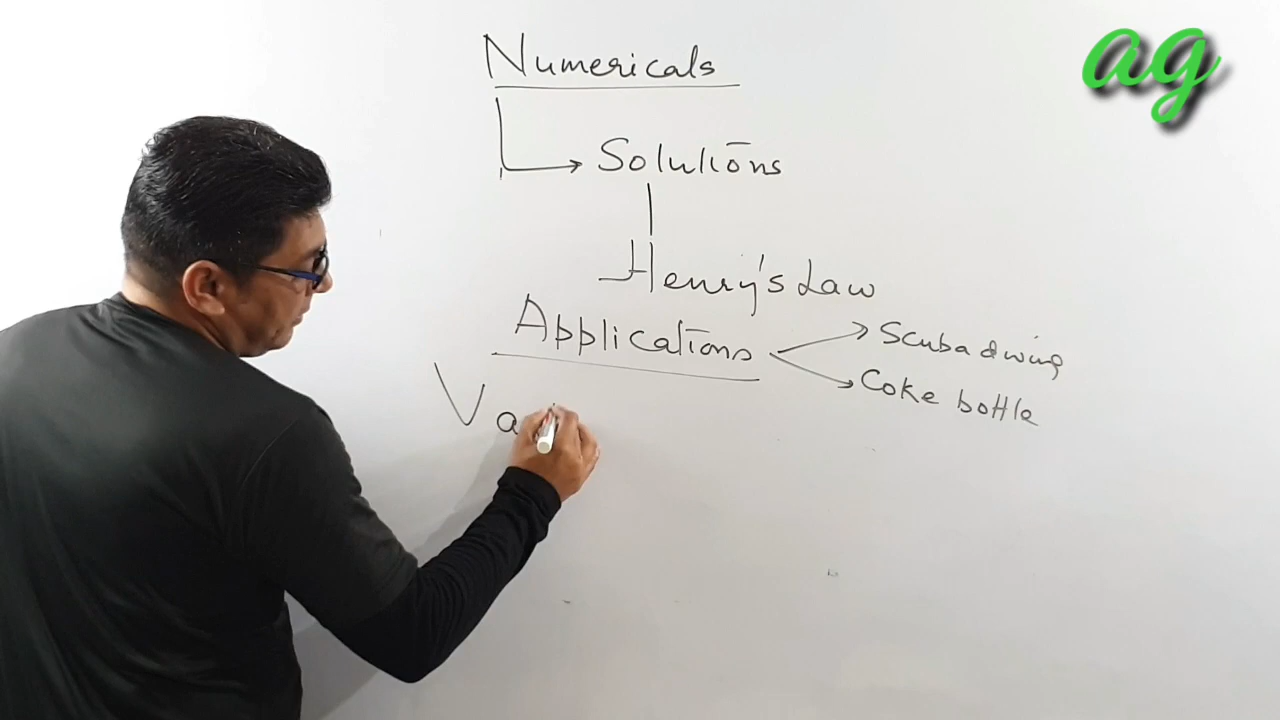 ag
Numericals
Solutions
Henry's Law
Applications
Scuba diving
Coke bottle
Va